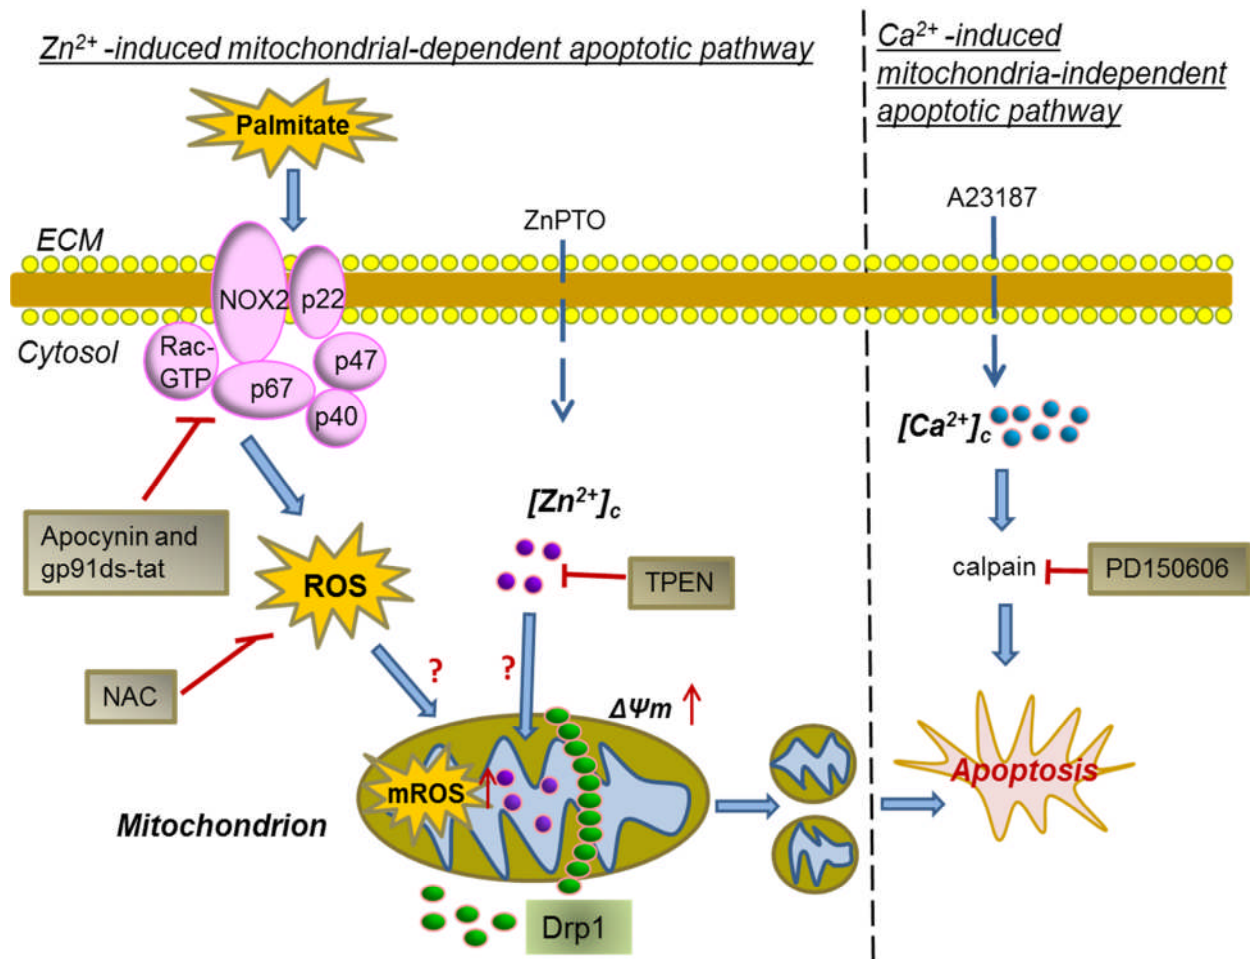 Zn²⁺ -induced mitochondrial-dependent apoptotic pathway
Ca²⁺ -induced
mitochondria-independent
apoptotic pathway
Palmitate
ZnPTO
A23187
ECM
NOX2
p22
Cytosol
Rac-
GTP
p67
p47
p40
[Ca²⁺]c
[Zn²⁺]c
Apocynin and
gp91ds-tat
ROS
TPEN
calpain
PD150606
NAC
?
?
ΔΨm
mROS
Apoptosis
Mitochondrion
Drp1